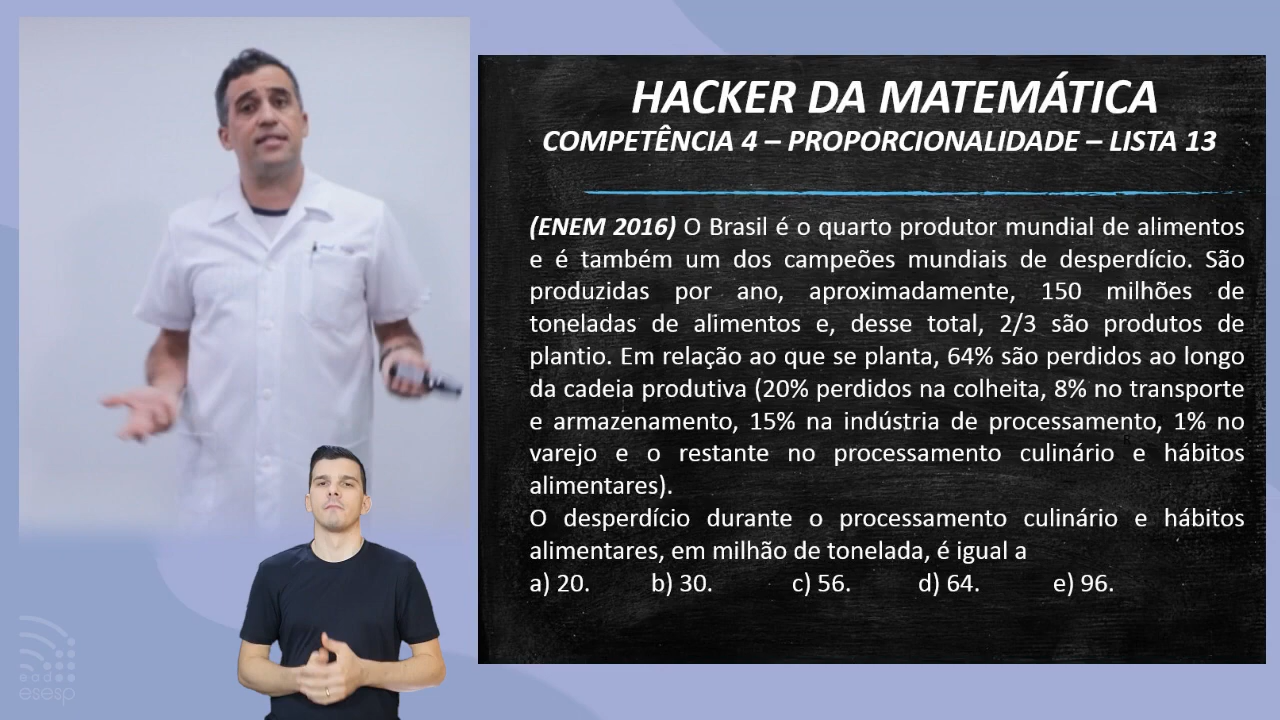 HACKER DA MATEMÁTICA
COMPETÊNCIA 4 – PROPORCIONALIDADE – LISTA 13
(ENEM 2016) O Brasil é o quarto produtor mundial de alimentos
e é também um dos campeões mundiais de desperdício. São
produzidas por ano, aproximadamente, 150 milhões de
toneladas de alimentos e, desse total, 2/3 são produtos de
plantio. Em relação ao que se planta, 64% são perdidos ao longo
da cadeia produtiva (20% perdidos na colheita, 8% no transporte
e armazenamento, 15% na indústria de processamento, 1% no
varejo e o restante no processamento culinário e hábitos
alimentares).
O desperdício durante o processamento culinário e hábitos
alimentares, em milhão de tonelada, é igual a
a) 20. b) 30. c) 56. d) 64. e) 96.
ead
esesp